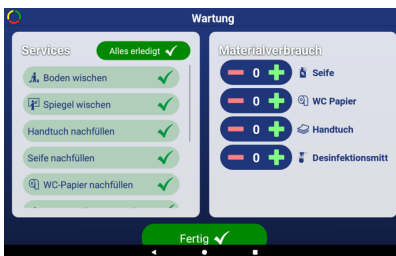 Wartung
Services
Alles erledigt
Boden wischen
Spiegel wischen
Handtuch nachfüllen
Seife nachfüllen
WC-Papier nachfüllen
Materialverbrauch
0 Seife
0 WC Papier
0 Handtuch
0 Desinfektionsmitt
Fertig